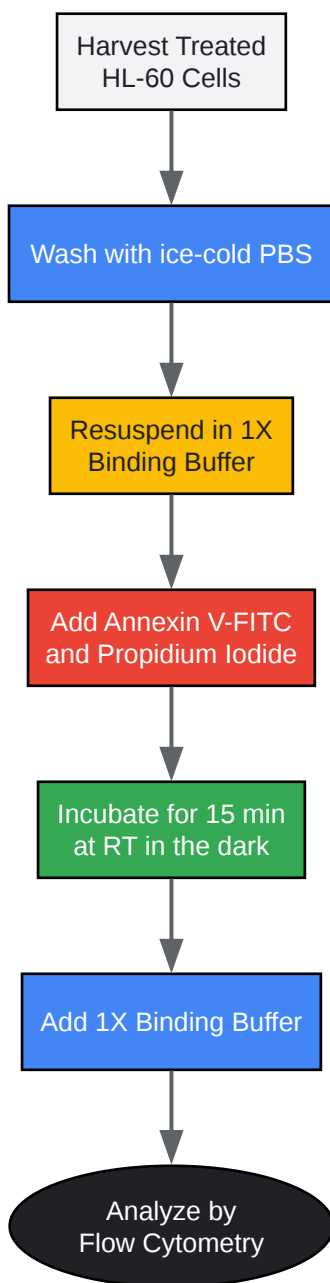 Harvest Treated
HL-60 Cells
Wash with ice-cold PBS
Resuspend in 1X
Binding Buffer
Add Annexin V-FITC
and Propidium Iodide
Incubate for 15 min
at RT in the dark
Add 1X Binding Buffer
Analyze by
Flow Cytometry